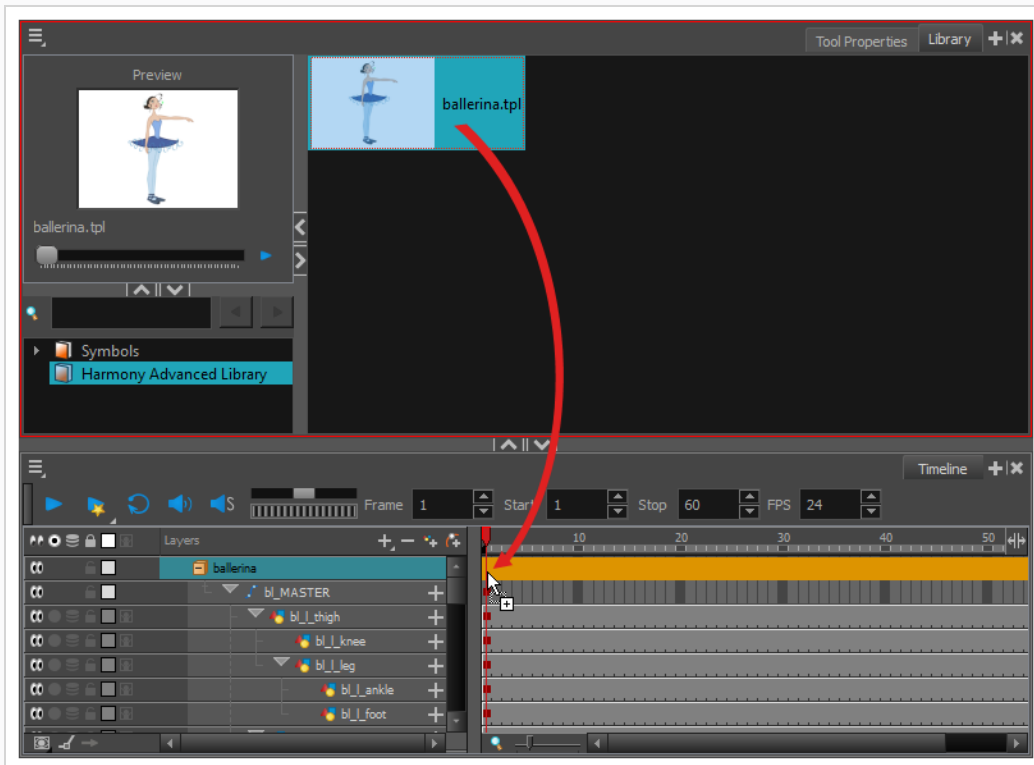 Tool Properties Library
Preview
ballerina.tpl
ballerina.tpl
Symbols
Harmony Advanced Library
Timeline
S Frame 1 Start 1 Stop 60 FPS 24
Layers 10 20 30 40 50
ballerina
bl_MASTER
bl_l_thigh
bl_l_knee
bl_l_leg
bl_l_ankle
bl_l_foot